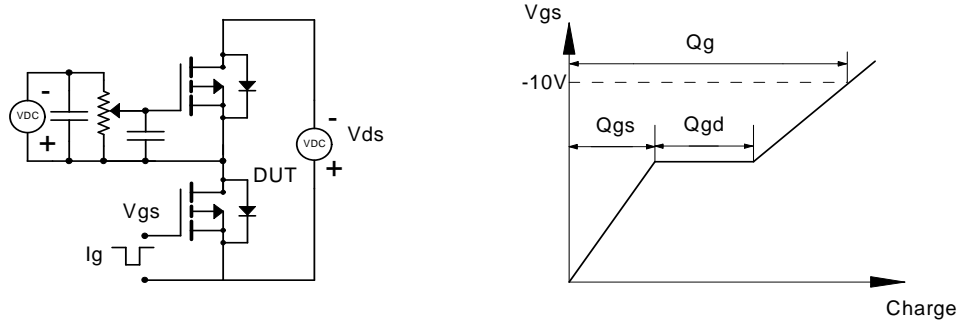 -
VDC
+
-
Vds
VDC
+
DUT
Vgs
Ig
Vgs
Qg
-10V
Qgs
Qgd
Charge